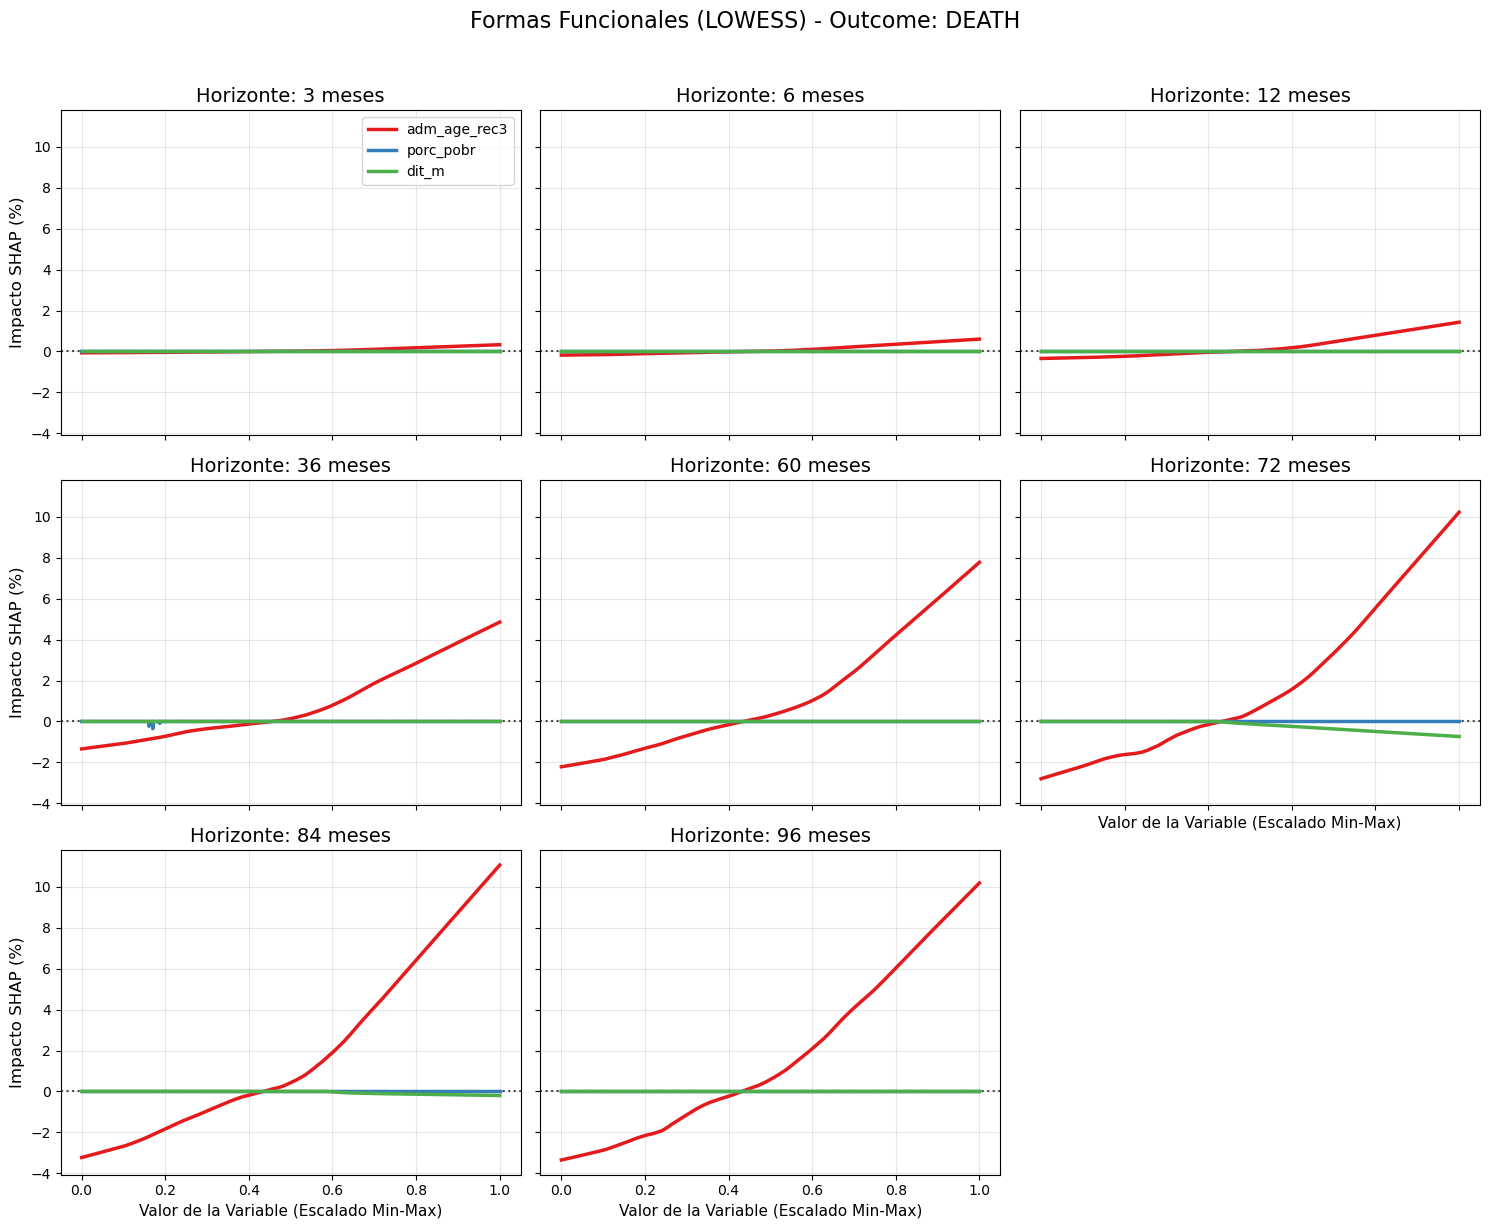 Formas Funcionales (LOWESS) - Outcome: DEATH
Horizonte: 3 meses
Horizonte: 6 meses
Horizonte: 12 meses
adm_age_rec3
porc_pobr
dit_m
Impacto SHAP (%)
10
8
6
4
2
0
−2
−4
Horizonte: 36 meses
Horizonte: 60 meses
Horizonte: 72 meses
Impacto SHAP (%)
10
8
6
4
2
0
−2
−4
Valor de la Variable (Escalado Min-Max)
Horizonte: 84 meses
Horizonte: 96 meses
Impacto SHAP (%)
10
8
6
4
2
0
−2
−4
0.0 0.2 0.4 0.6 0.8 1.0
0.0 0.2 0.4 0.6 0.8 1.0
Valor de la Variable (Escalado Min-Max)
Valor de la Variable (Escalado Min-Max)